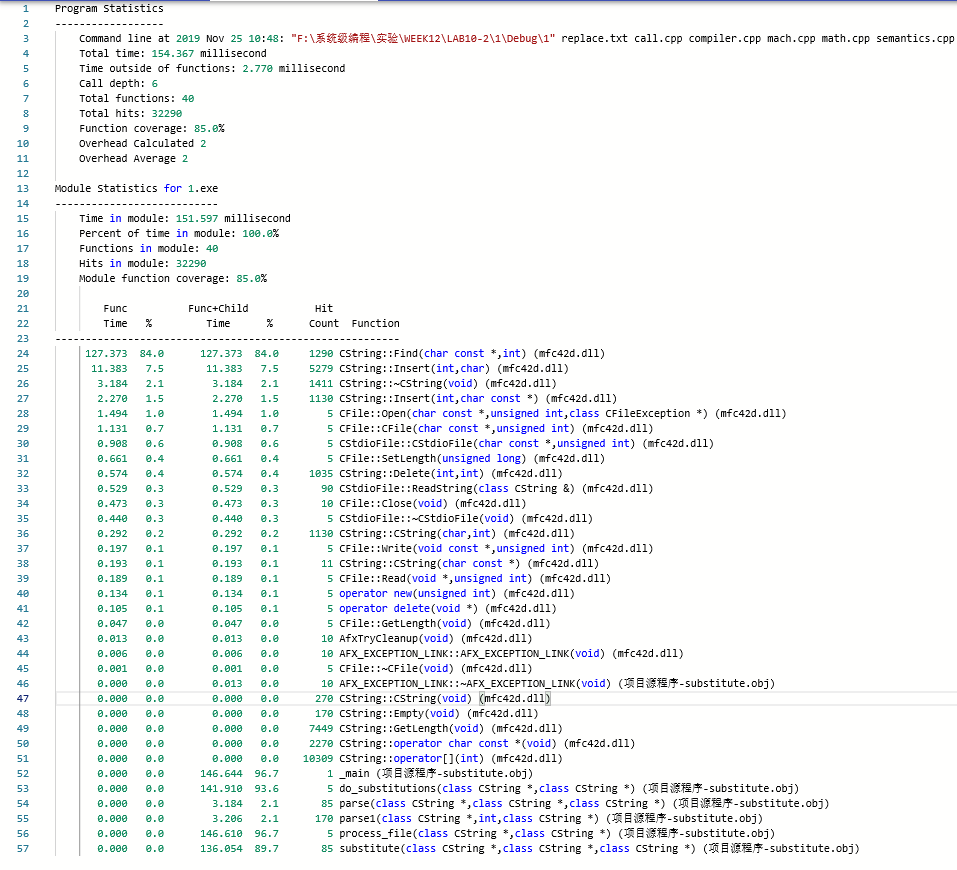 1 Program Statistics
2 -----------------
3 Command line at 2019 Nov 25 10:48: "F:\系统级编程\实验\WEEK12\LAB10-2\1\Debug\1" replace.txt call.cpp compiler.cpp mach.cpp math.cpp semantics.cpp
4 Total time: 154.367 millisecond
5 Time outside of functions: 2.770 millisecond
6 Call depth: 6
7 Total functions: 40
8 Total hits: 32290
9 Function coverage: 85.0%
10 Overhead Calculated 2
11 Overhead Average 2
12
13 Module Statistics for 1.exe
14 ---------------------------
15 Time in module: 151.597 millisecond
16 Percent of time in module: 100.0%
17 Functions in module: 40
18 Hits in module: 32290
19 Module function coverage: 85.0%
20
21 Func Func+Child Hit
22 Time % Time % Count Function
23 ---------------------------------------------------------
24 127.373 84.0 127.373 84.0 1290 CString::Find(char const *,int) (mfc42d.dll)
25 11.383 7.5 11.383 7.5 5279 CString::Insert(int,char) (mfc42d.dll)
26 3.184 2.1 3.184 2.1 1411 CString::~CString(void) (mfc42d.dll)
27 2.270 1.5 2.270 1.5 1130 CString::Insert(int,char const *) (mfc42d.dll)
28 1.494 1.0 1.494 1.0 5 CFile::Open(char const *,unsigned int,class CFileException *) (mfc42d.dll)
29 1.131 0.7 1.131 0.7 5 CFile::CFile(char const *,unsigned int) (mfc42d.dll)
30 0.908 0.6 0.908 0.6 5 CStdioFile::CStdioFile(char const *,unsigned int) (mfc42d.dll)
31 0.661 0.4 0.661 0.4 5 CFile::SetLength(unsigned long) (mfc42d.dll)
32 0.574 0.4 0.574 0.4 1035 CString::Delete(int,int) (mfc42d.dll)
33 0.529 0.3 0.529 0.3 90 CStdioFile::ReadString(class CString &) (mfc42d.dll)
34 0.473 0.3 0.473 0.3 10 CFile::Close(void) (mfc42d.dll)
35 0.440 0.3 0.440 0.3 5 CStdioFile::~CStdioFile(void) (mfc42d.dll)
36 0.292 0.2 0.292 0.2 1130 CString::CString(char,int) (mfc42d.dll)
37 0.197 0.1 0.197 0.1 5 CFile::Write(void const *,unsigned int) (mfc42d.dll)
38 0.193 0.1 0.193 0.1 11 CString::CString(char const *) (mfc42d.dll)
39 0.189 0.1 0.189 0.1 5 CFile::Read(void *,unsigned int) (mfc42d.dll)
40 0.134 0.1 0.134 0.1 5 operator new(unsigned int) (mfc42d.dll)
41 0.105 0.1 0.105 0.1 5 operator delete(void *) (mfc42d.dll)
42 0.047 0.0 0.047 0.0 5 CFile::GetLength(void) (mfc42d.dll)
43 0.013 0.0 0.013 0.0 10 AfxTryCleanup(void) (mfc42d.dll)
44 0.006 0.0 0.006 0.0 10 AFX_EXCEPTION_LINK::AFX_EXCEPTION_LINK(void) (mfc42d.dll)
45 0.001 0.0 0.001 0.0 5 CFile::~CFile(void) (mfc42d.dll)
46 0.000 0.0 0.013 0.0 10 AFX_EXCEPTION_LINK::~AFX_EXCEPTION_LINK(void) (项目源程序-substitute.obj)
47 0.000 0.0 0.000 0.0 270 CString::CString(void) (mfc42d.dll)
48 0.000 0.0 0.000 0.0 170 CString::Empty(void) (mfc42d.dll)
49 0.000 0.0 0.000 0.0 7449 CString::GetLength(void) (mfc42d.dll)
50 0.000 0.0 0.000 0.0 2270 CString::operator char const *(void) (mfc42d.dll)
51 0.000 0.0 0.000 0.0 10309 CString::operator[](int) (mfc42d.dll)
52 0.000 0.0 146.644 96.7 1 _main (项目源程序-substitute.obj)
53 0.000 0.0 141.910 93.6 5 do_substitutions(class CString *,class CString *) (项目源程序-substitute.obj)
54 0.000 0.0 3.184 2.1 85 parse(class CString *,class CString *,class CString *) (项目源程序-substitute.obj)
55 0.000 0.0 3.206 2.1 170 parse1(class CString *,int,class CString *) (项目源程序-substitute.obj)
56 0.000 0.0 146.610 96.7 5 process_file(class CString *,class CString *) (项目源程序-substitute.obj)
57 0.000 0.0 136.054 89.7 85 substitute(class CString *,class CString *,class CString *) (项目源程序-substitute.obj)